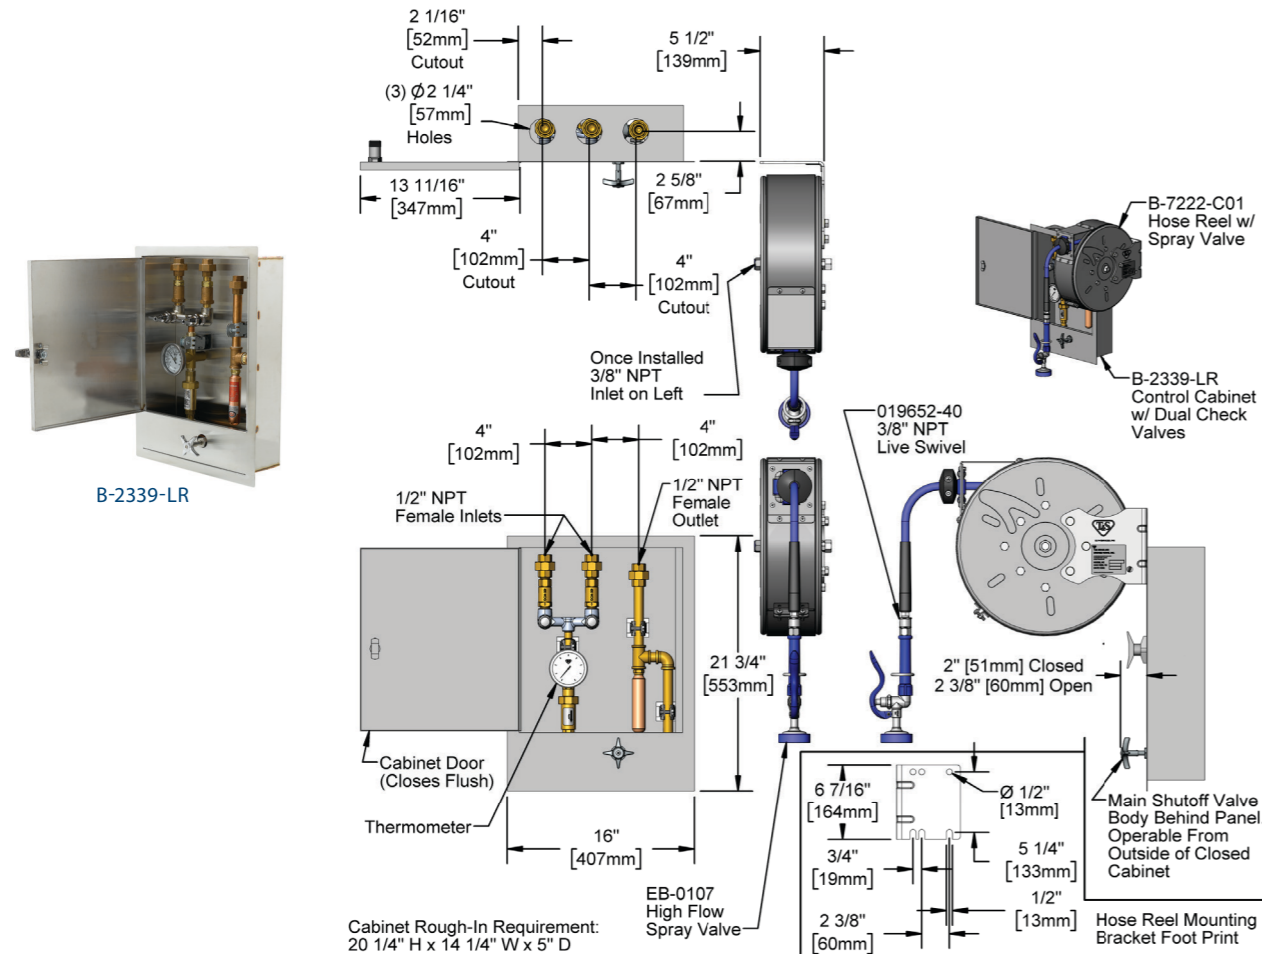 2 1/16"
[52mm]
Cutout
(3) Ø2 1/4"
[57mm]
Holes
5 1/2"
[139mm]
13 11/16"
[347mm]
2 5/8"
[67mm]
4"
[102mm]
Cutout
4"
[102mm]
Cutout
Once Installed
3/8" NPT
Inlet on Left
B-7222-C01
Hose Reel w/
Spray Valve
B-2339-LR
Control Cabinet
w/ Dual Check
Valves
B-2339-LR
019652-40
3/8" NPT
Live Swivel
4"
[102mm]
4"
[102mm]
1/2" NPT
Female Inlets
1/2" NPT
Female
Outlet
T&S
21 3/4"
[553mm]
2" [51mm] Closed
2 3/8" [60mm] Open
Cabinet Door
(Closes Flush)
Thermometer
16"
[407mm]
EB-0107
High Flow
Spray Valve
6 7/16"
[164mm]
Ø 1/2"
[13mm]
3/4"
[19mm]
5 1/4"
[133mm]
1/2"
[13mm]
2 3/8"
[60mm]
Main Shutoff Valve
Body Behind Panel.
Operable From
Outside of Closed
Cabinet
Hose Reel Mounting
Bracket Foot Print
Cabinet Rough-In Requirement:
20 1/4" H x 14 1/4" W x 5" D